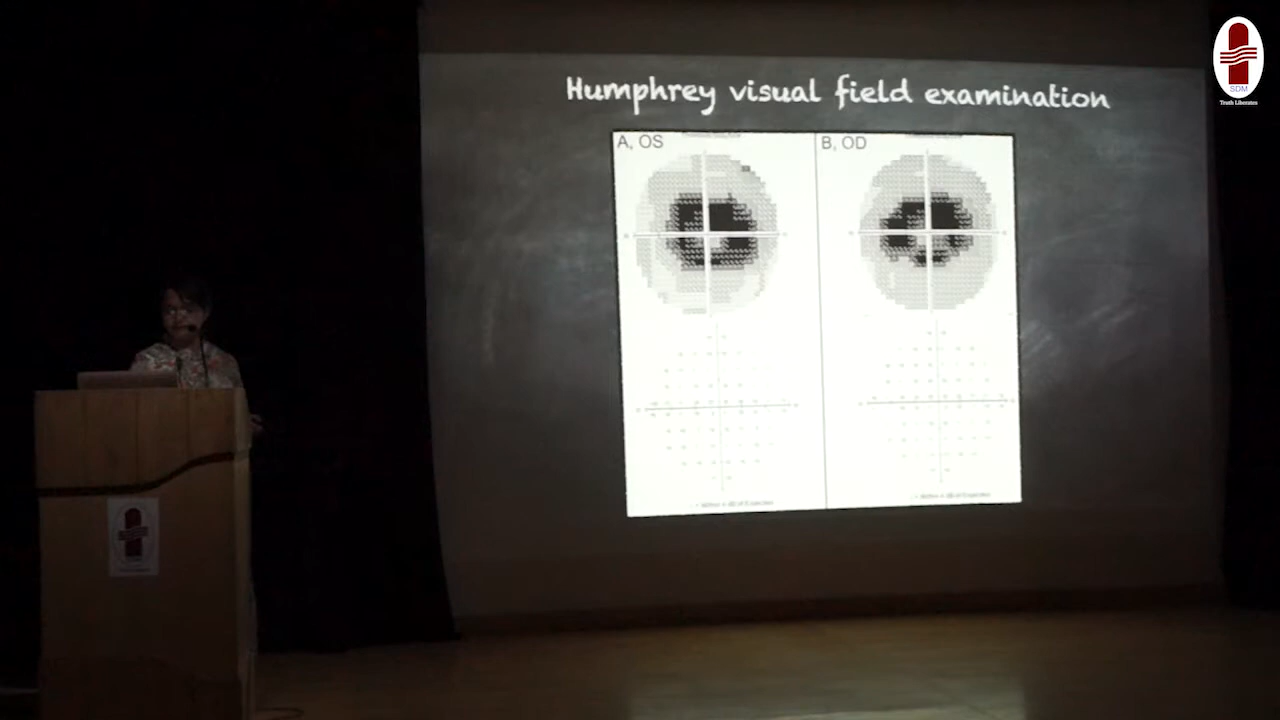 Humphrey visual field examination
A, OS
B, OD
SDM
Truth Liberates